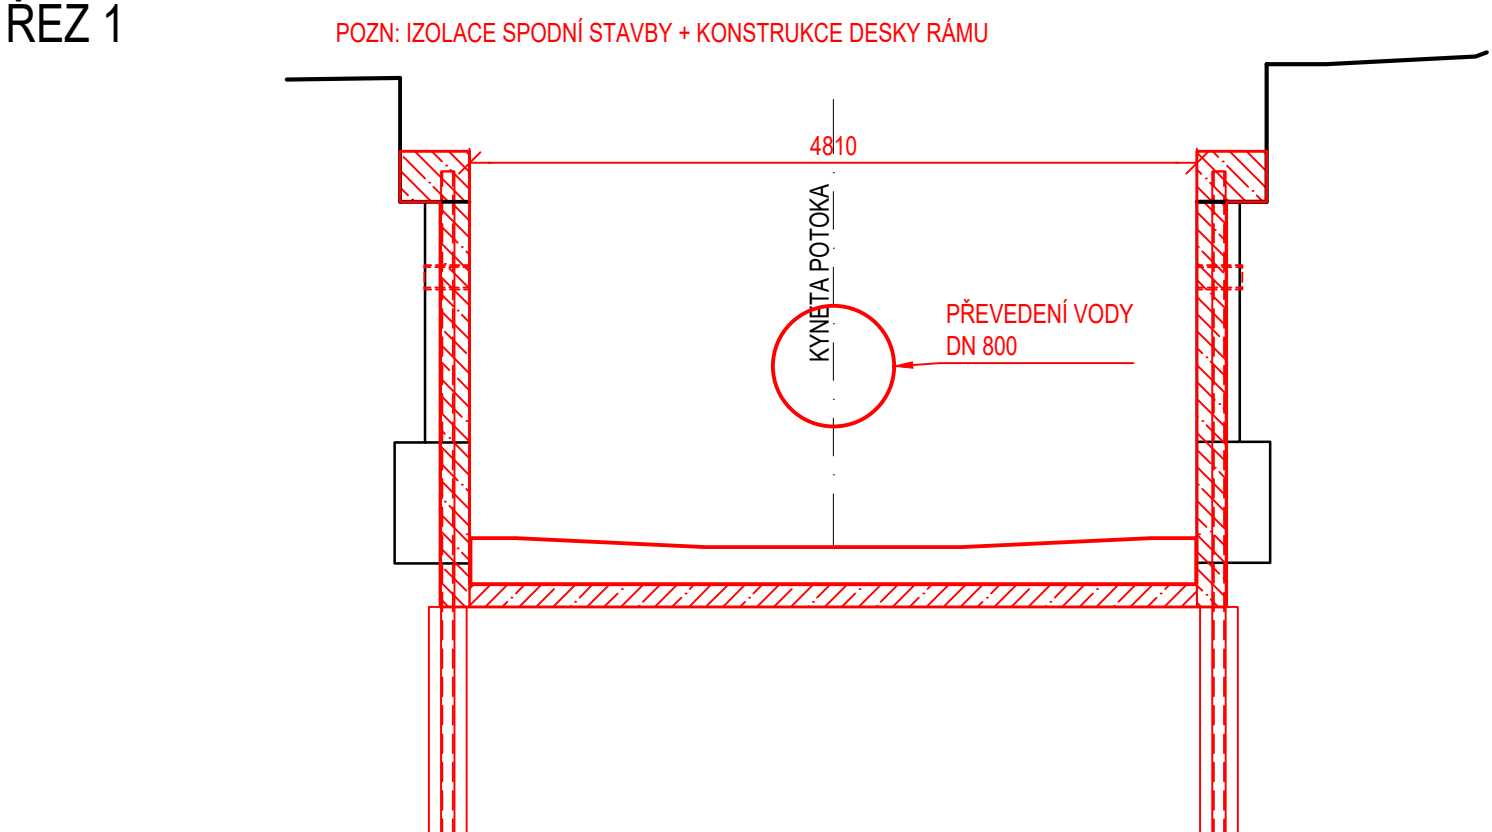 ŘEZ 1
POZN: IZOLACE SPODNÍ STAVBY + KONSTRUKCE DESKY RÁMU
4810
KYNETA POTOKA
PŘEVEDENÍ VODY
DN 800